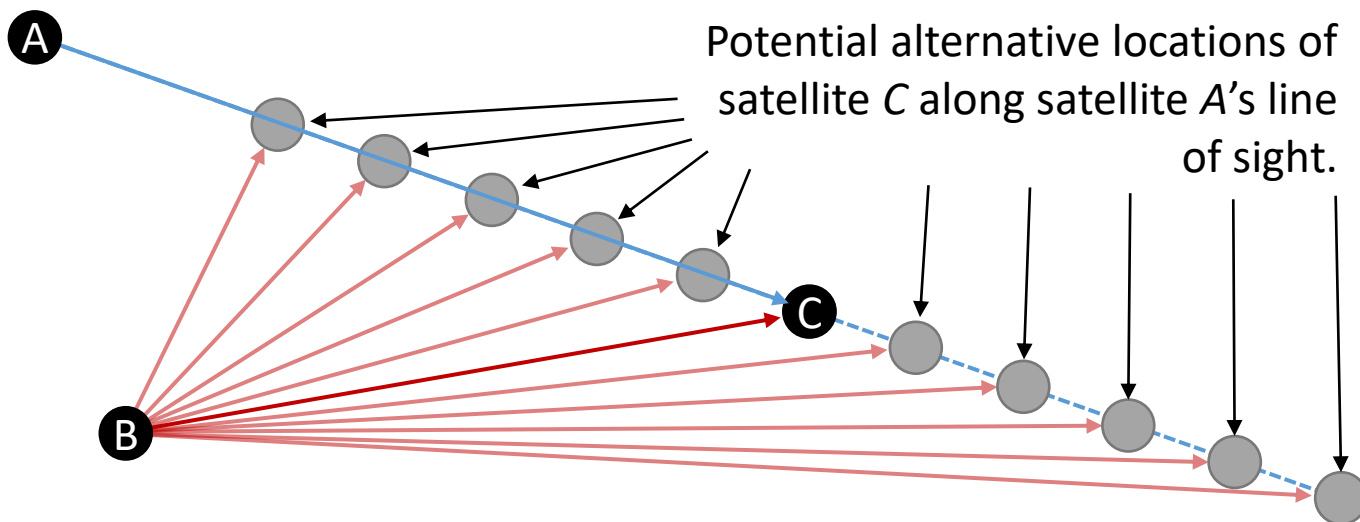 A
Potential alternative locations of
satellite C along satellite A’s line
of sight.
C
B